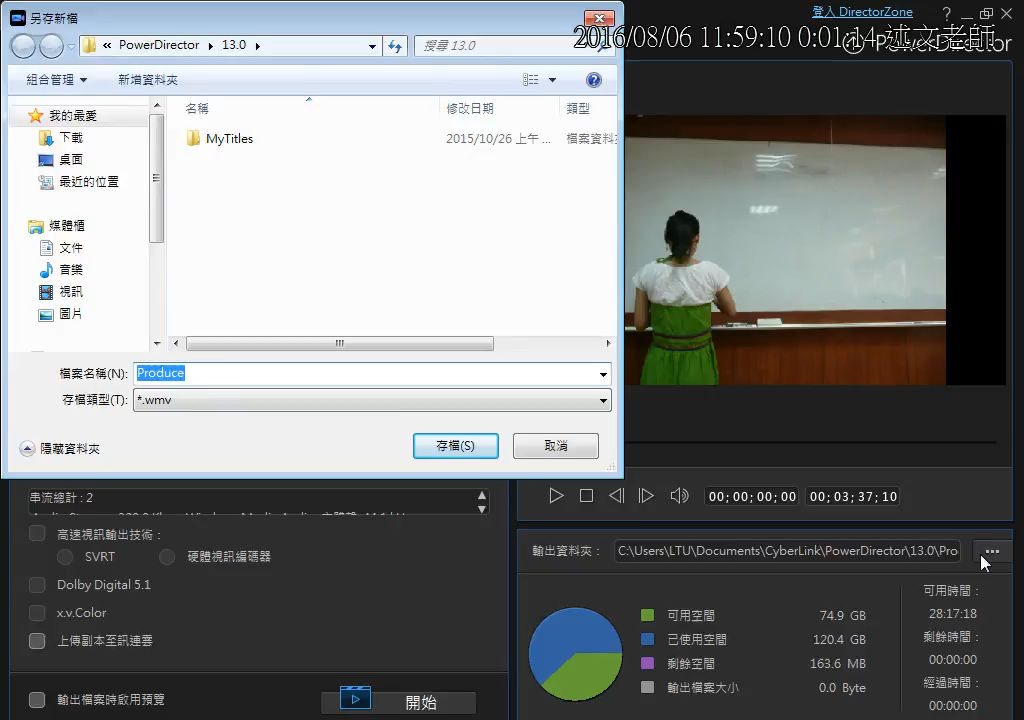 另存新檔
登入 DirectorZone
2016/08/06 11:59:10 0:01:14 述文老師
PowerDirector
« PowerDirector ▸ 13.0 ▸
搜尋 13.0
組合管理
新增資料夾
我的最愛
下載
桌面
最近的位置
媒體櫃
文件
音樂
視訊
圖片
名稱
修改日期
類型
MyTitles
2015/10/26 上午 ...
檔案資料
檔案名稱(N):
Produce
存檔類型(T):
*.wmv
隱藏資料夾
存檔(S)
取消
串流總計 : 2
高速視訊輸出技術 :
SVRT
硬體視訊編碼器
Dolby Digital 5.1
x.v.Color
上傳副本至訊連雲
輸出檔案時啟用預覽
開始
00; 00; 00; 00
00; 03; 37; 10
輸出資料夾 :
C:\Users\LTU\Documents\CyberLink\PowerDirector\13.0\Pro
...
可用空間
74.9 GB
已使用空間
120.4 GB
剩餘空間
163.6 MB
輸出檔案大小
0.0 Byte
可用時間 :
28:17:18
剩餘時間 :
00:00:00
經過時間 :
00:00:00